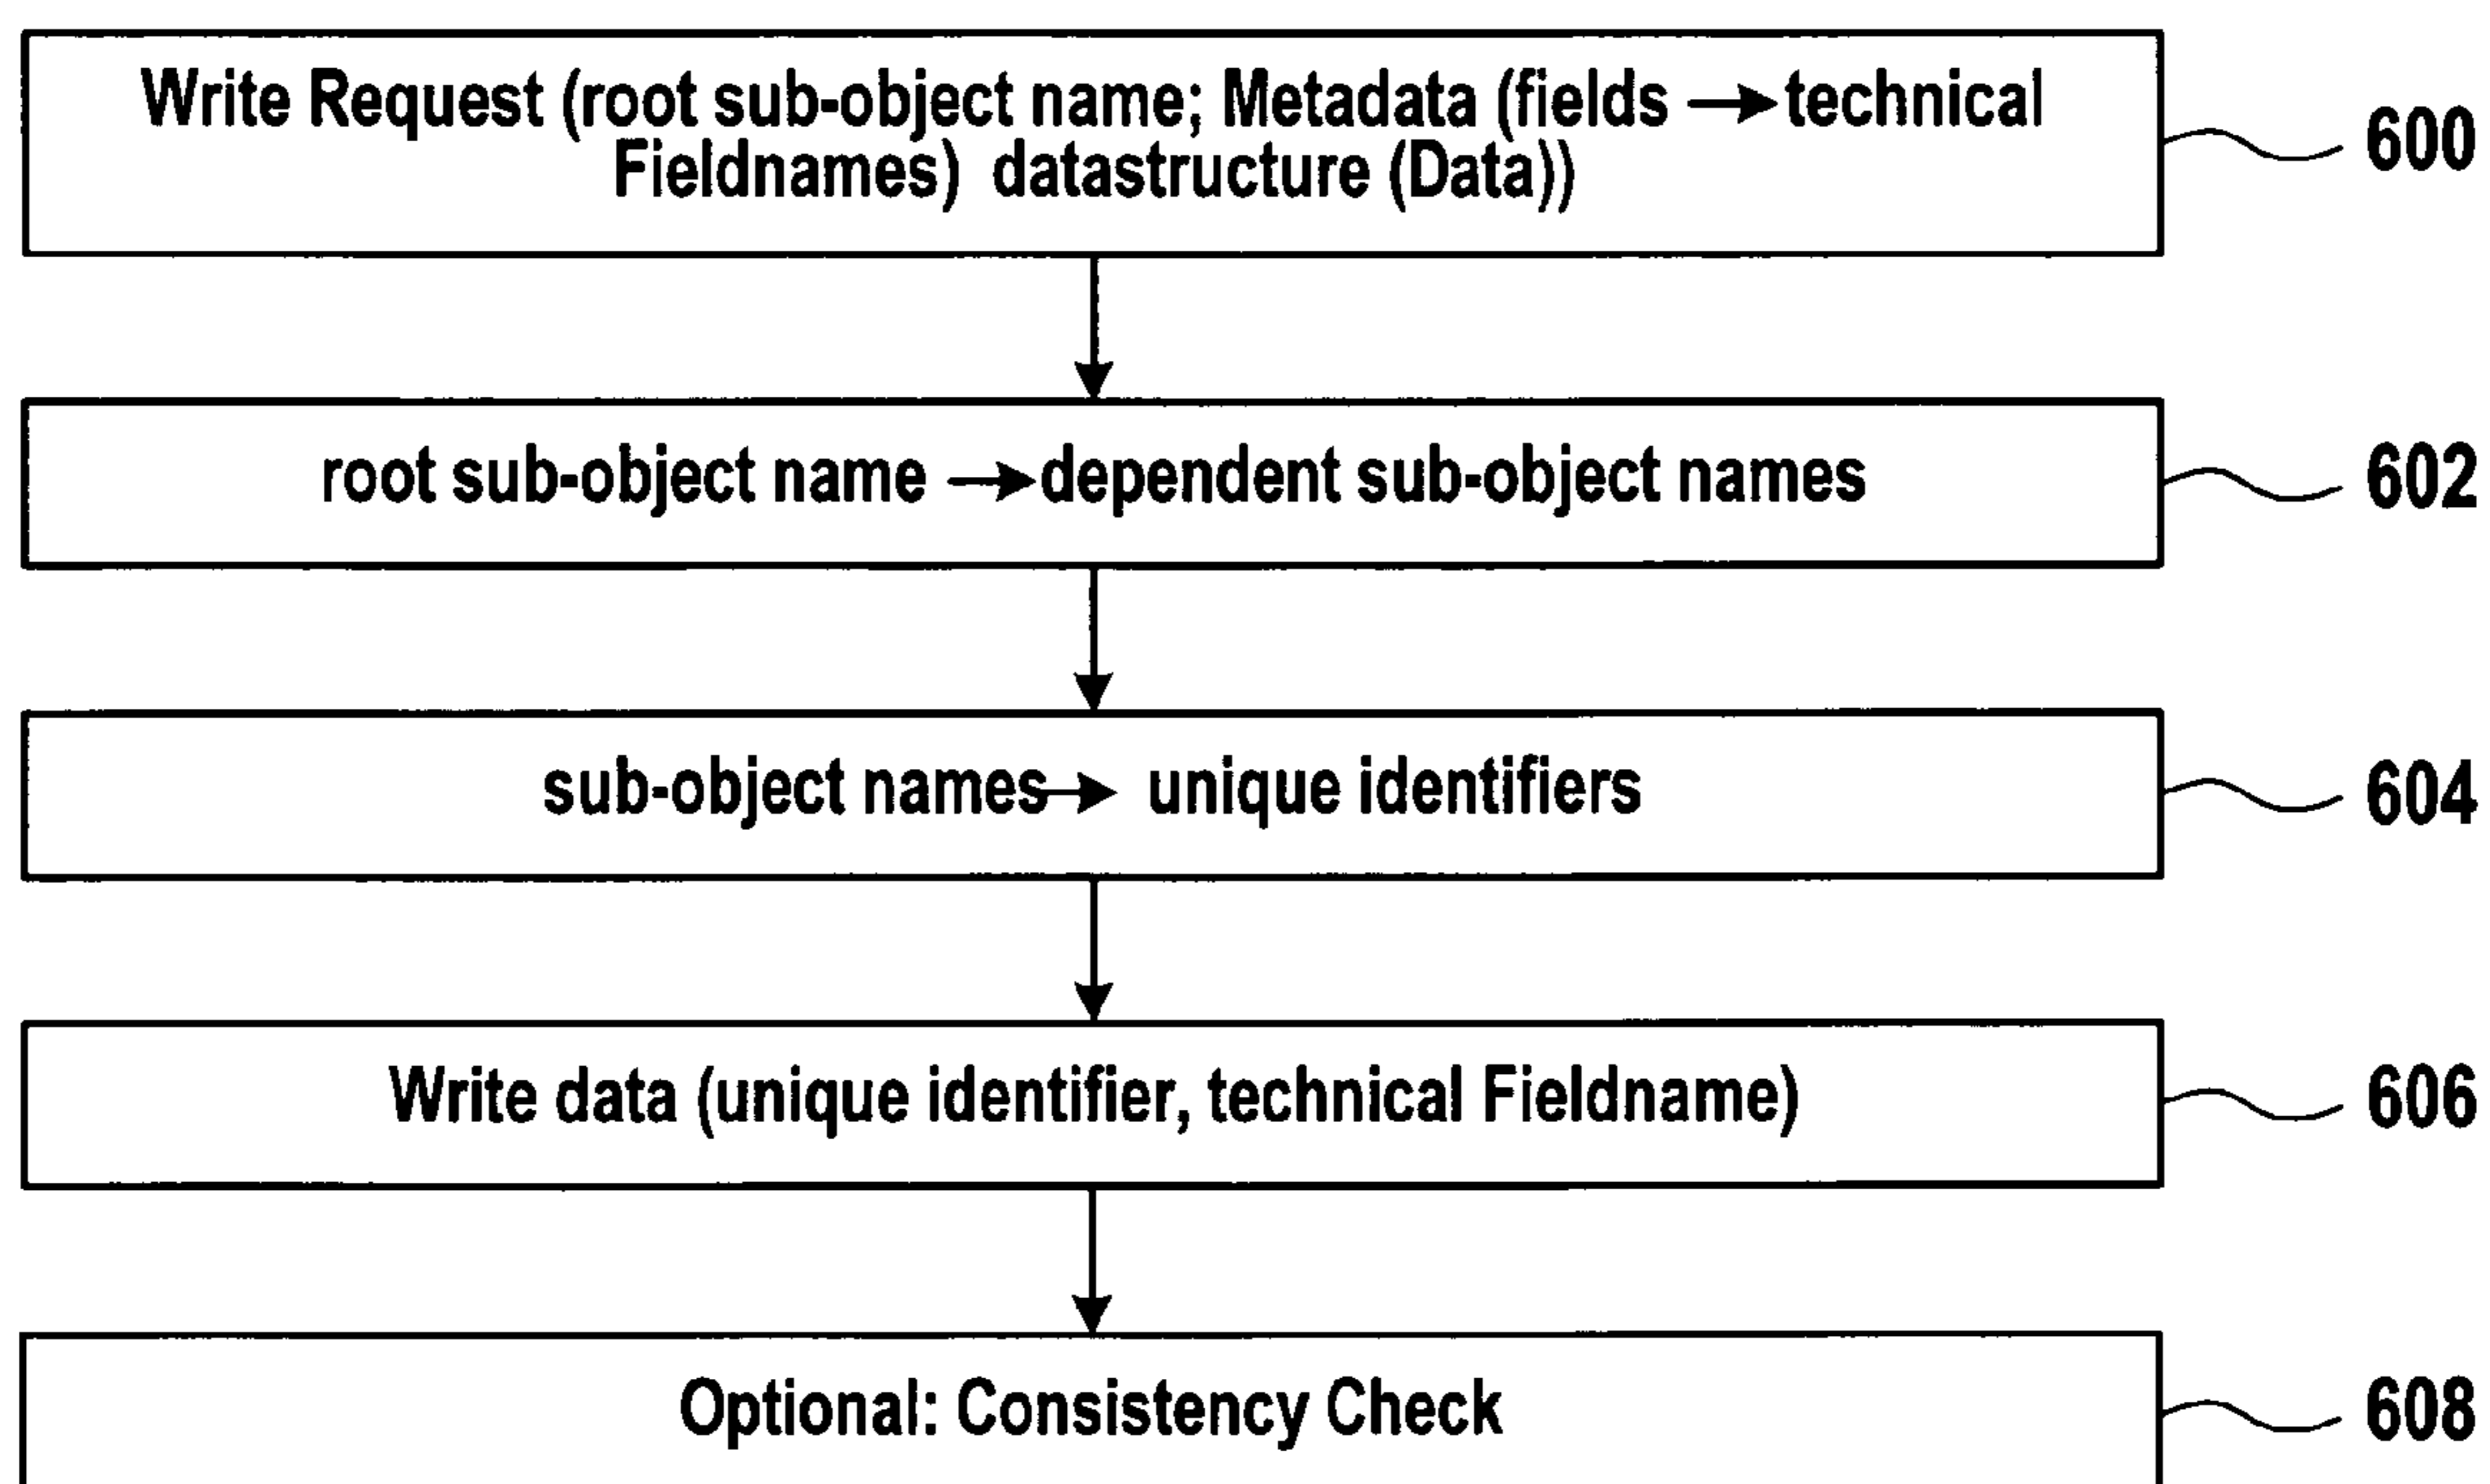 Write Request (root sub-object name; Metadata (fields → technical
Fieldnames) datastructure (Data))
600
root sub-object name → dependent sub-object names
602
sub-object names → unique identifiers
604
Write data (unique identifier, technical Fieldname)
606
Optional: Consistency Check
608